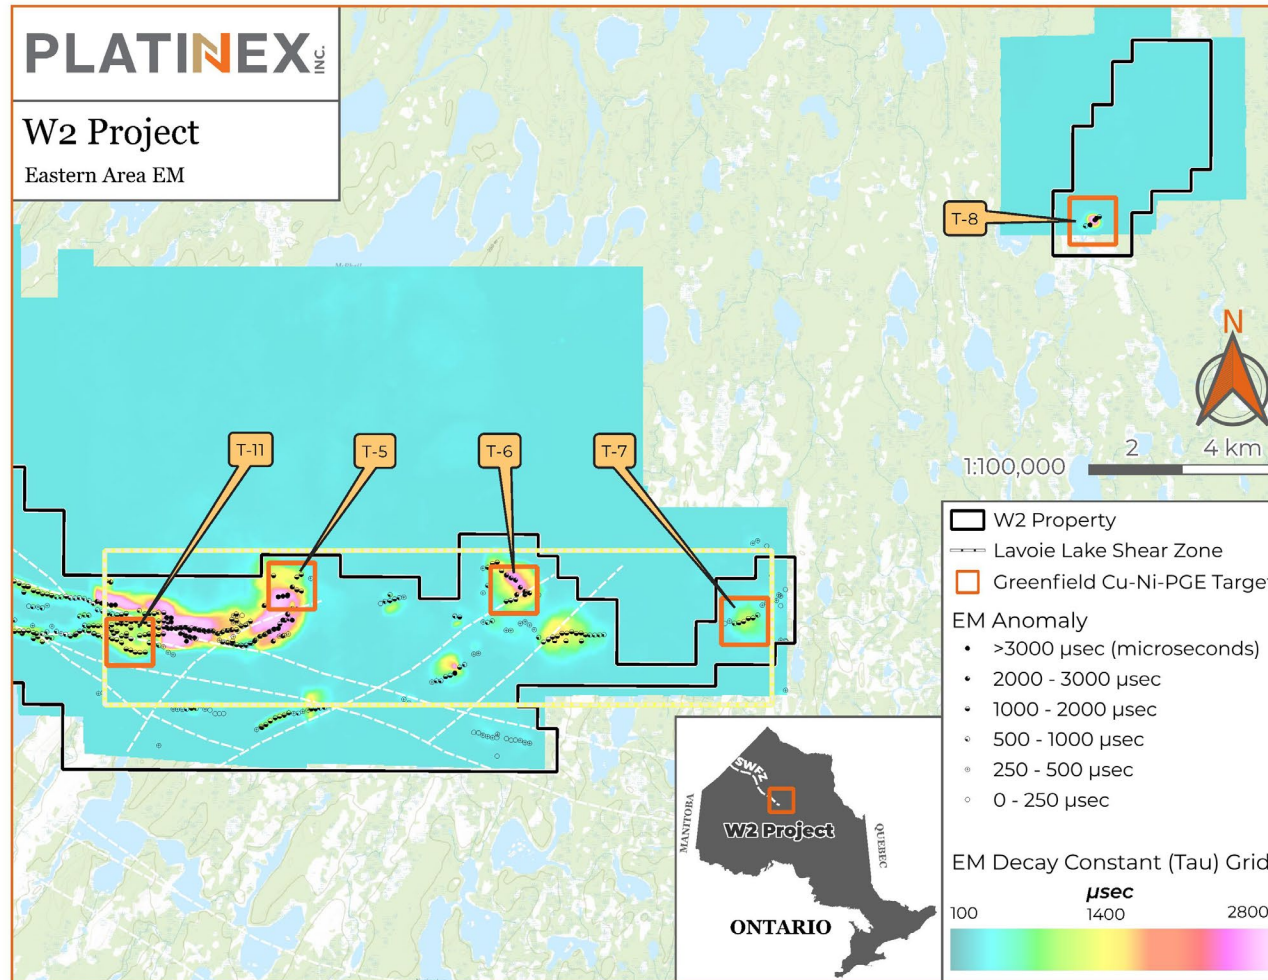 PLATINEX INC.
W2 Project
Eastern Area EM
T-8
N
T-11
T-5
T-6
T-7
2 4 km
1:100,000
W2 Property
Lavoie Lake Shear Zone
Greenfield Cu-Ni-PGE Target
EM Anomaly
>3000 µsec (microseconds)
2000 - 3000 µsec
1000 - 2000 µsec
500 - 1000 µsec
250 - 500 µsec
0 - 250 µsec
EM Decay Constant (Tau) Grid
µsec
100 1400 2800
SWFZ
MANITOBA
W2 Project
QUEBEC
ONTARIO